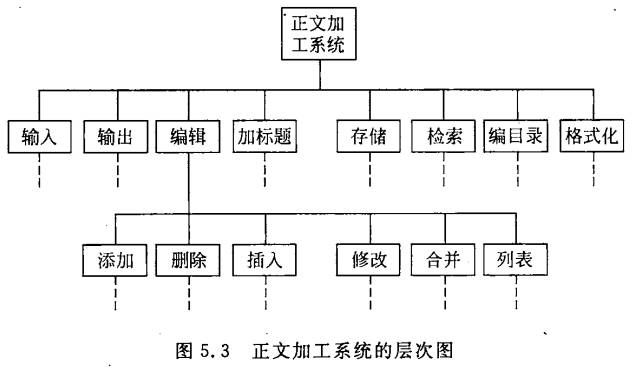 正文加
工系统
输入
输出
编辑
加标题
存储
检索
编目录
格式化
添加
删除
插入
修改
合并
列表
图 5.3 正文加工系统的层次图